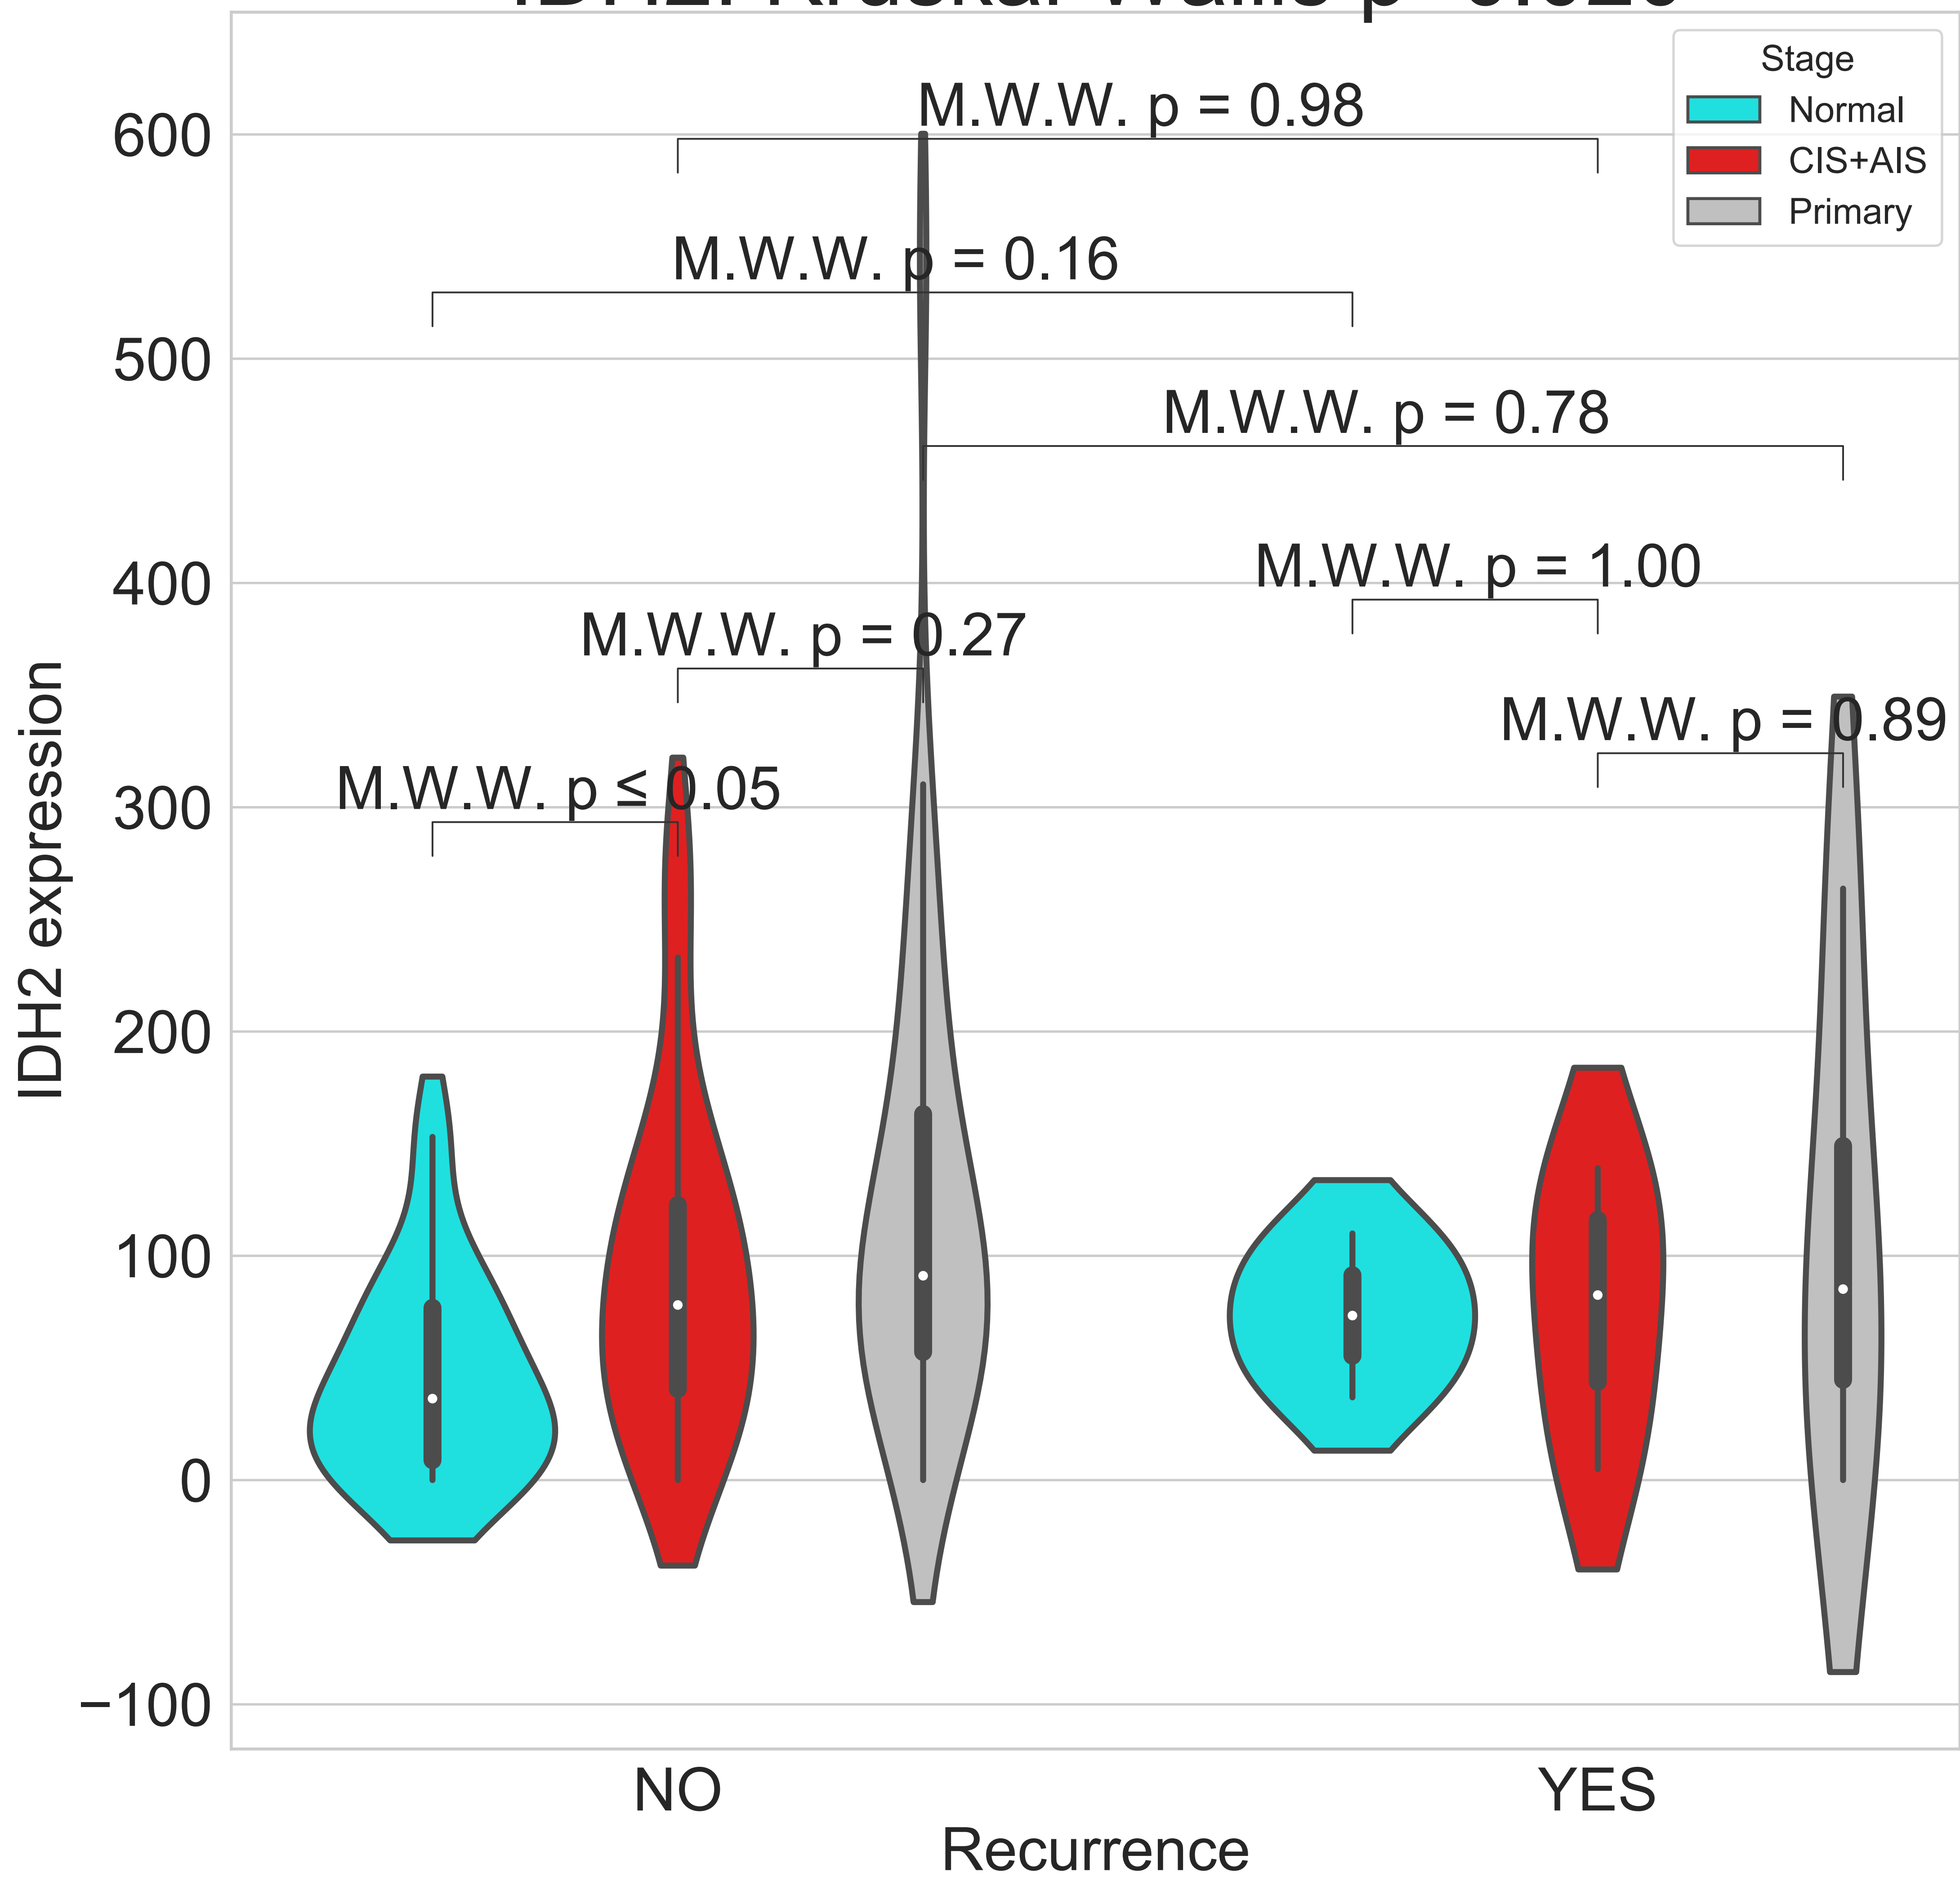 Stage
Normal
CIS+AIS
Primary
M.W.W. p = 0.98
M.W.W. p = 0.16
M.W.W. p = 0.78
M.W.W. p = 1.00
M.W.W. p = 0.27
M.W.W. p = 0.89
M.W.W. p ≤ 0.05
600
500
400
300
200
100
0
−100
IDH2 expression
NO
YES
Recurrence